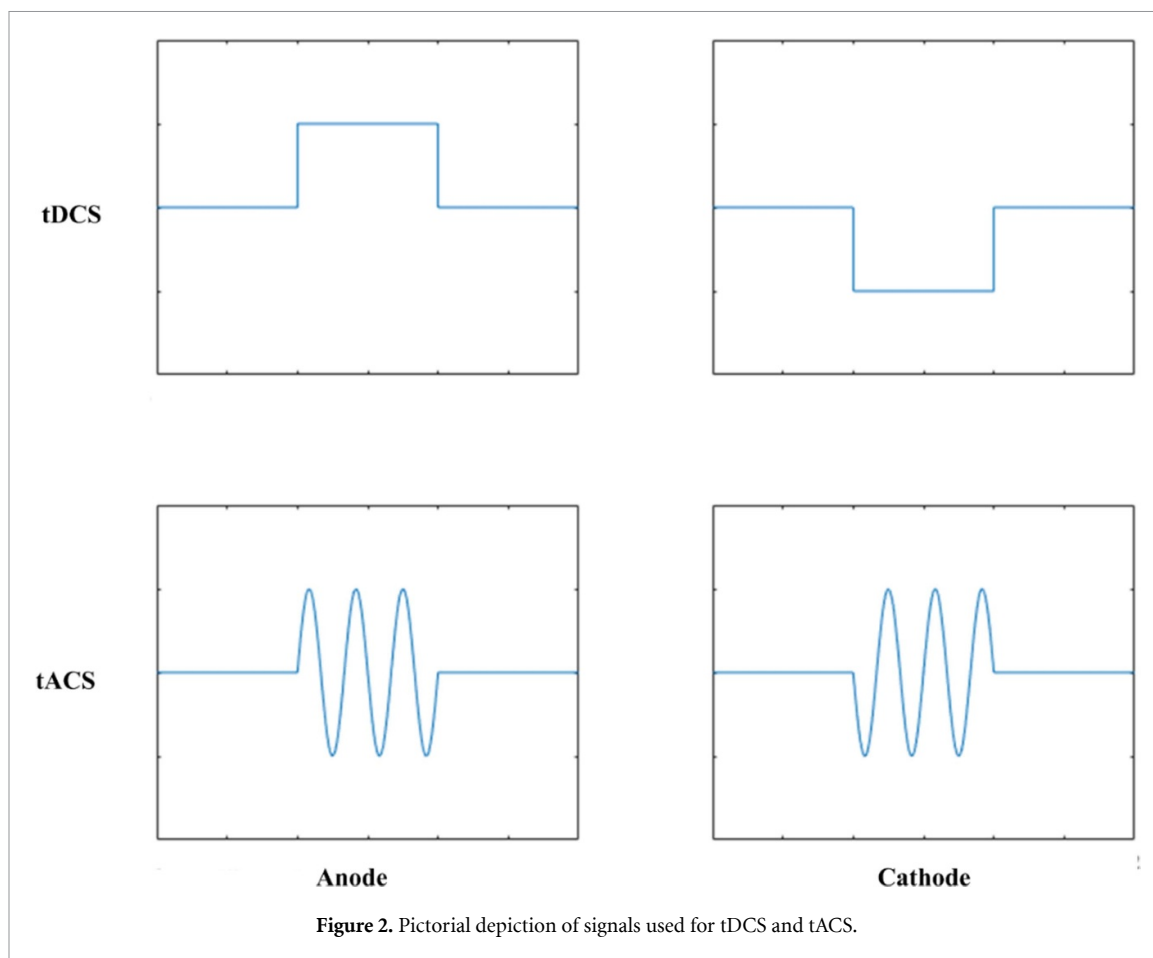 tDCS
tACS
Anode
Cathode
Figure 2. Pictorial depiction of signals used for tDCS and tACS.